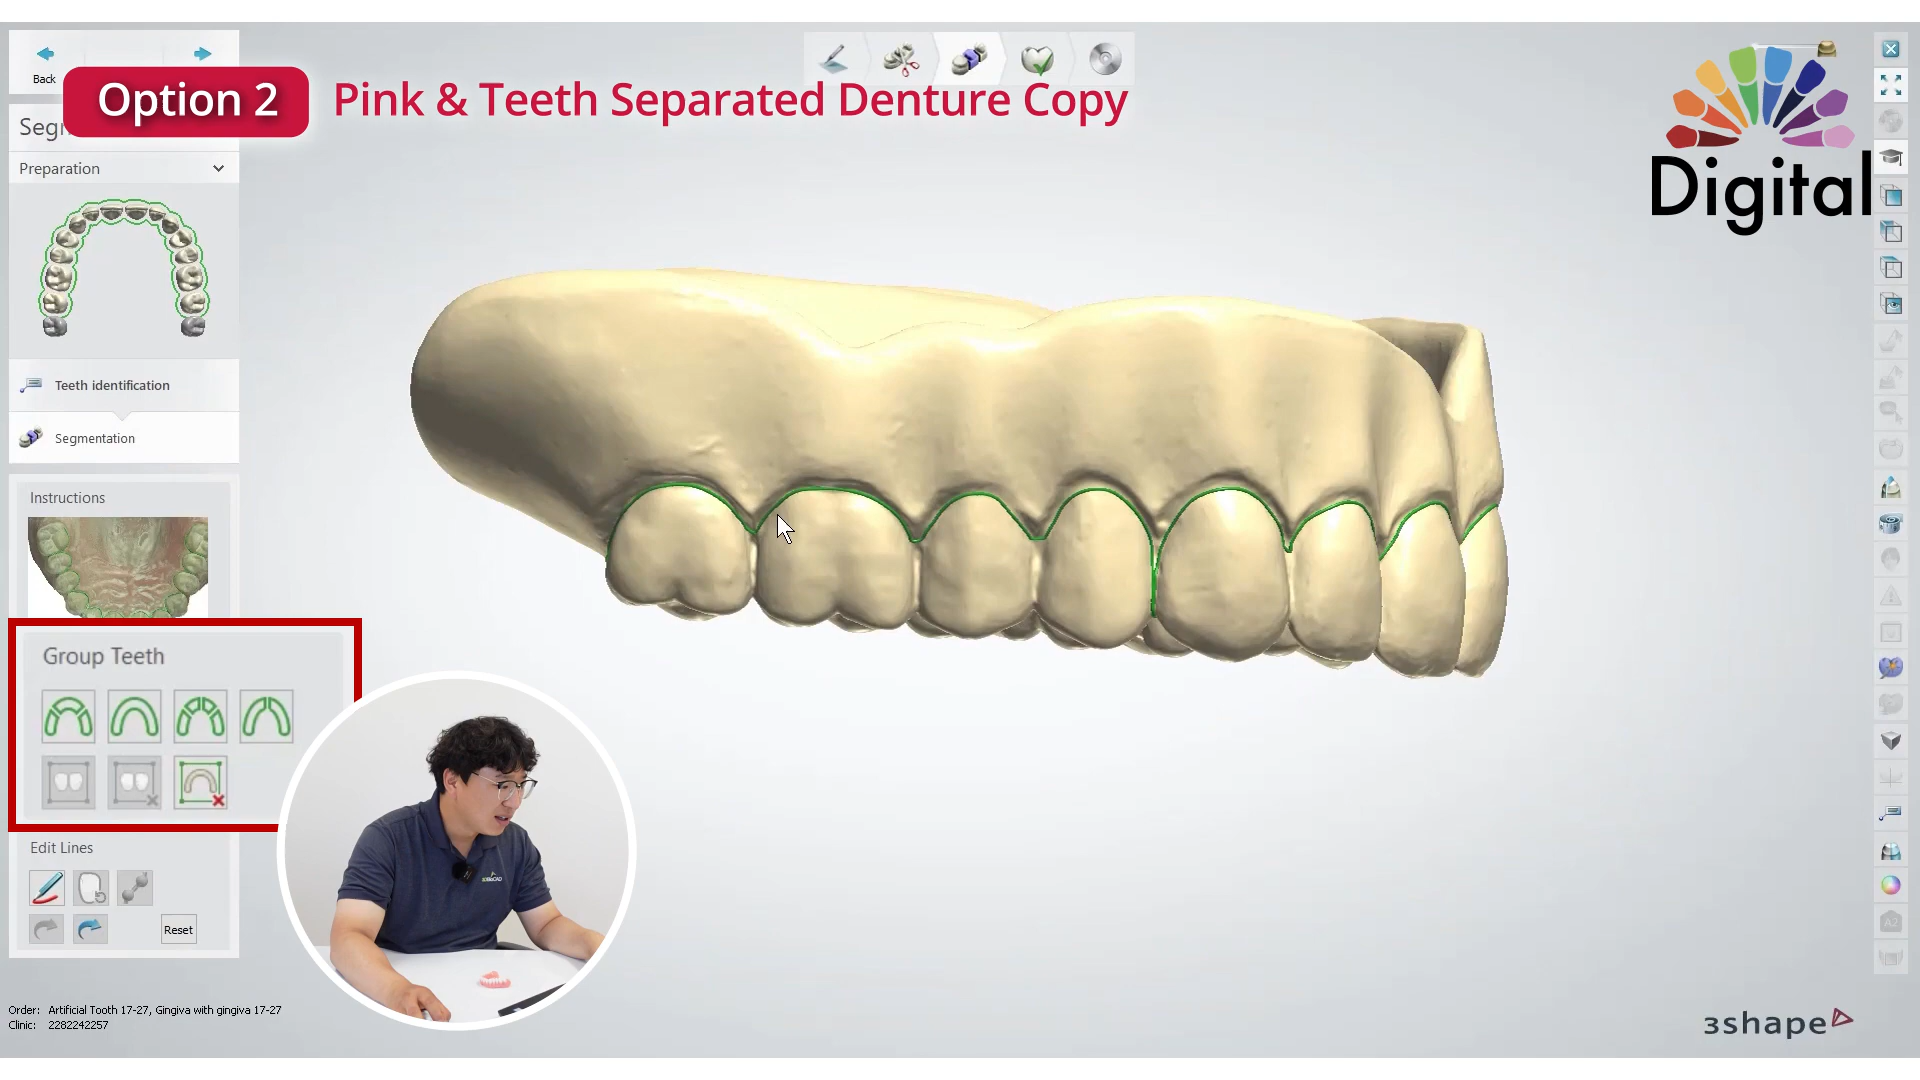 Back
Option 2
Pink & Teeth Separated Denture Copy
Digital
Preparation
Teeth identification
Segmentation
Instructions
Group Teeth
Edit Lines
Reset
Order: Artificial Tooth 17-27, Gingiva with gingiva 17-27
Clinic: 2282242257
A2
3shape